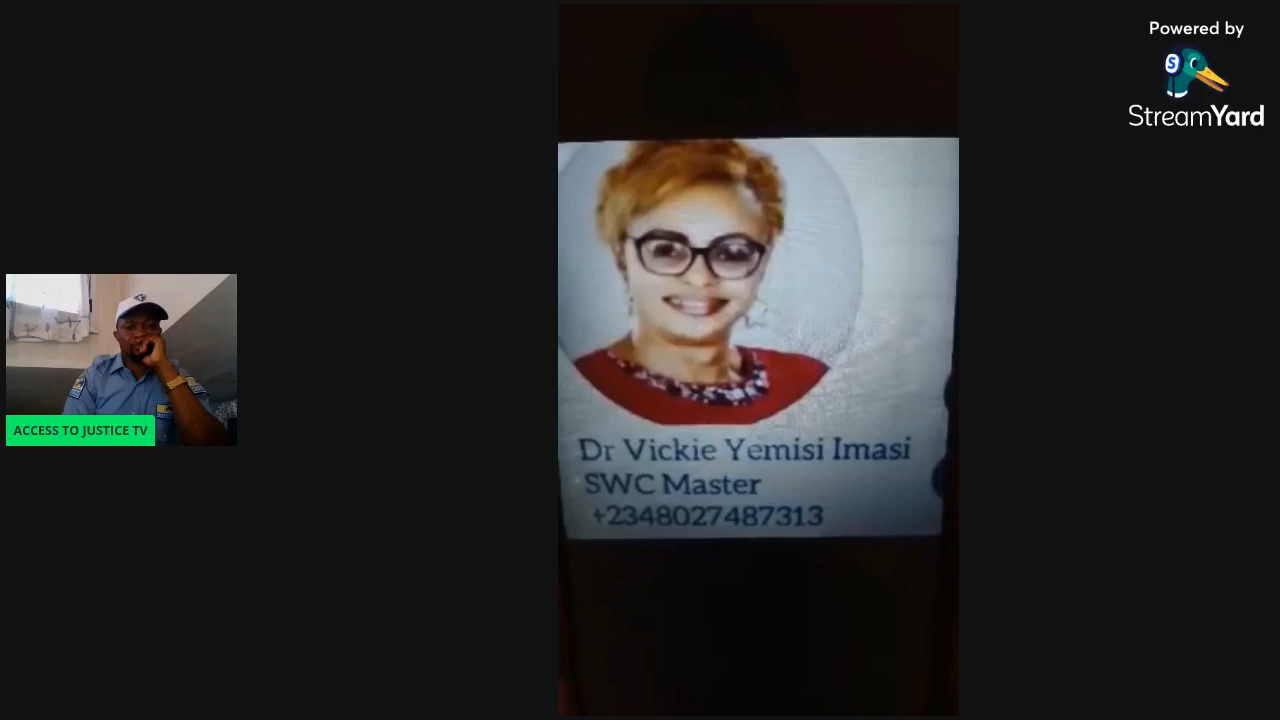 Powered by
S
StreamYard
Dr Vickie Yemisi Imasi
SWC Master
+2348027487313
ACCESS TO JUSTICE TV